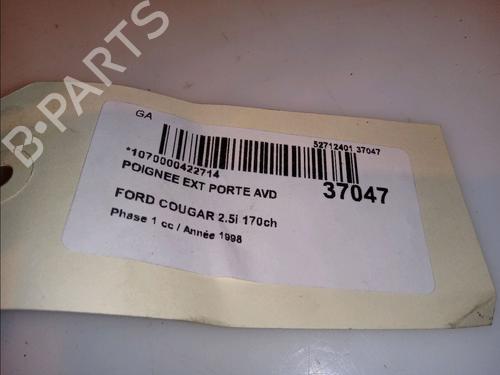 B-PARTS
GA
52712401 37047
*1070000422714
POIGNEE EXT PORTE AVD
37047
FORD COUGAR 2.5i 170ch
Phase 1 cc / Année 1998